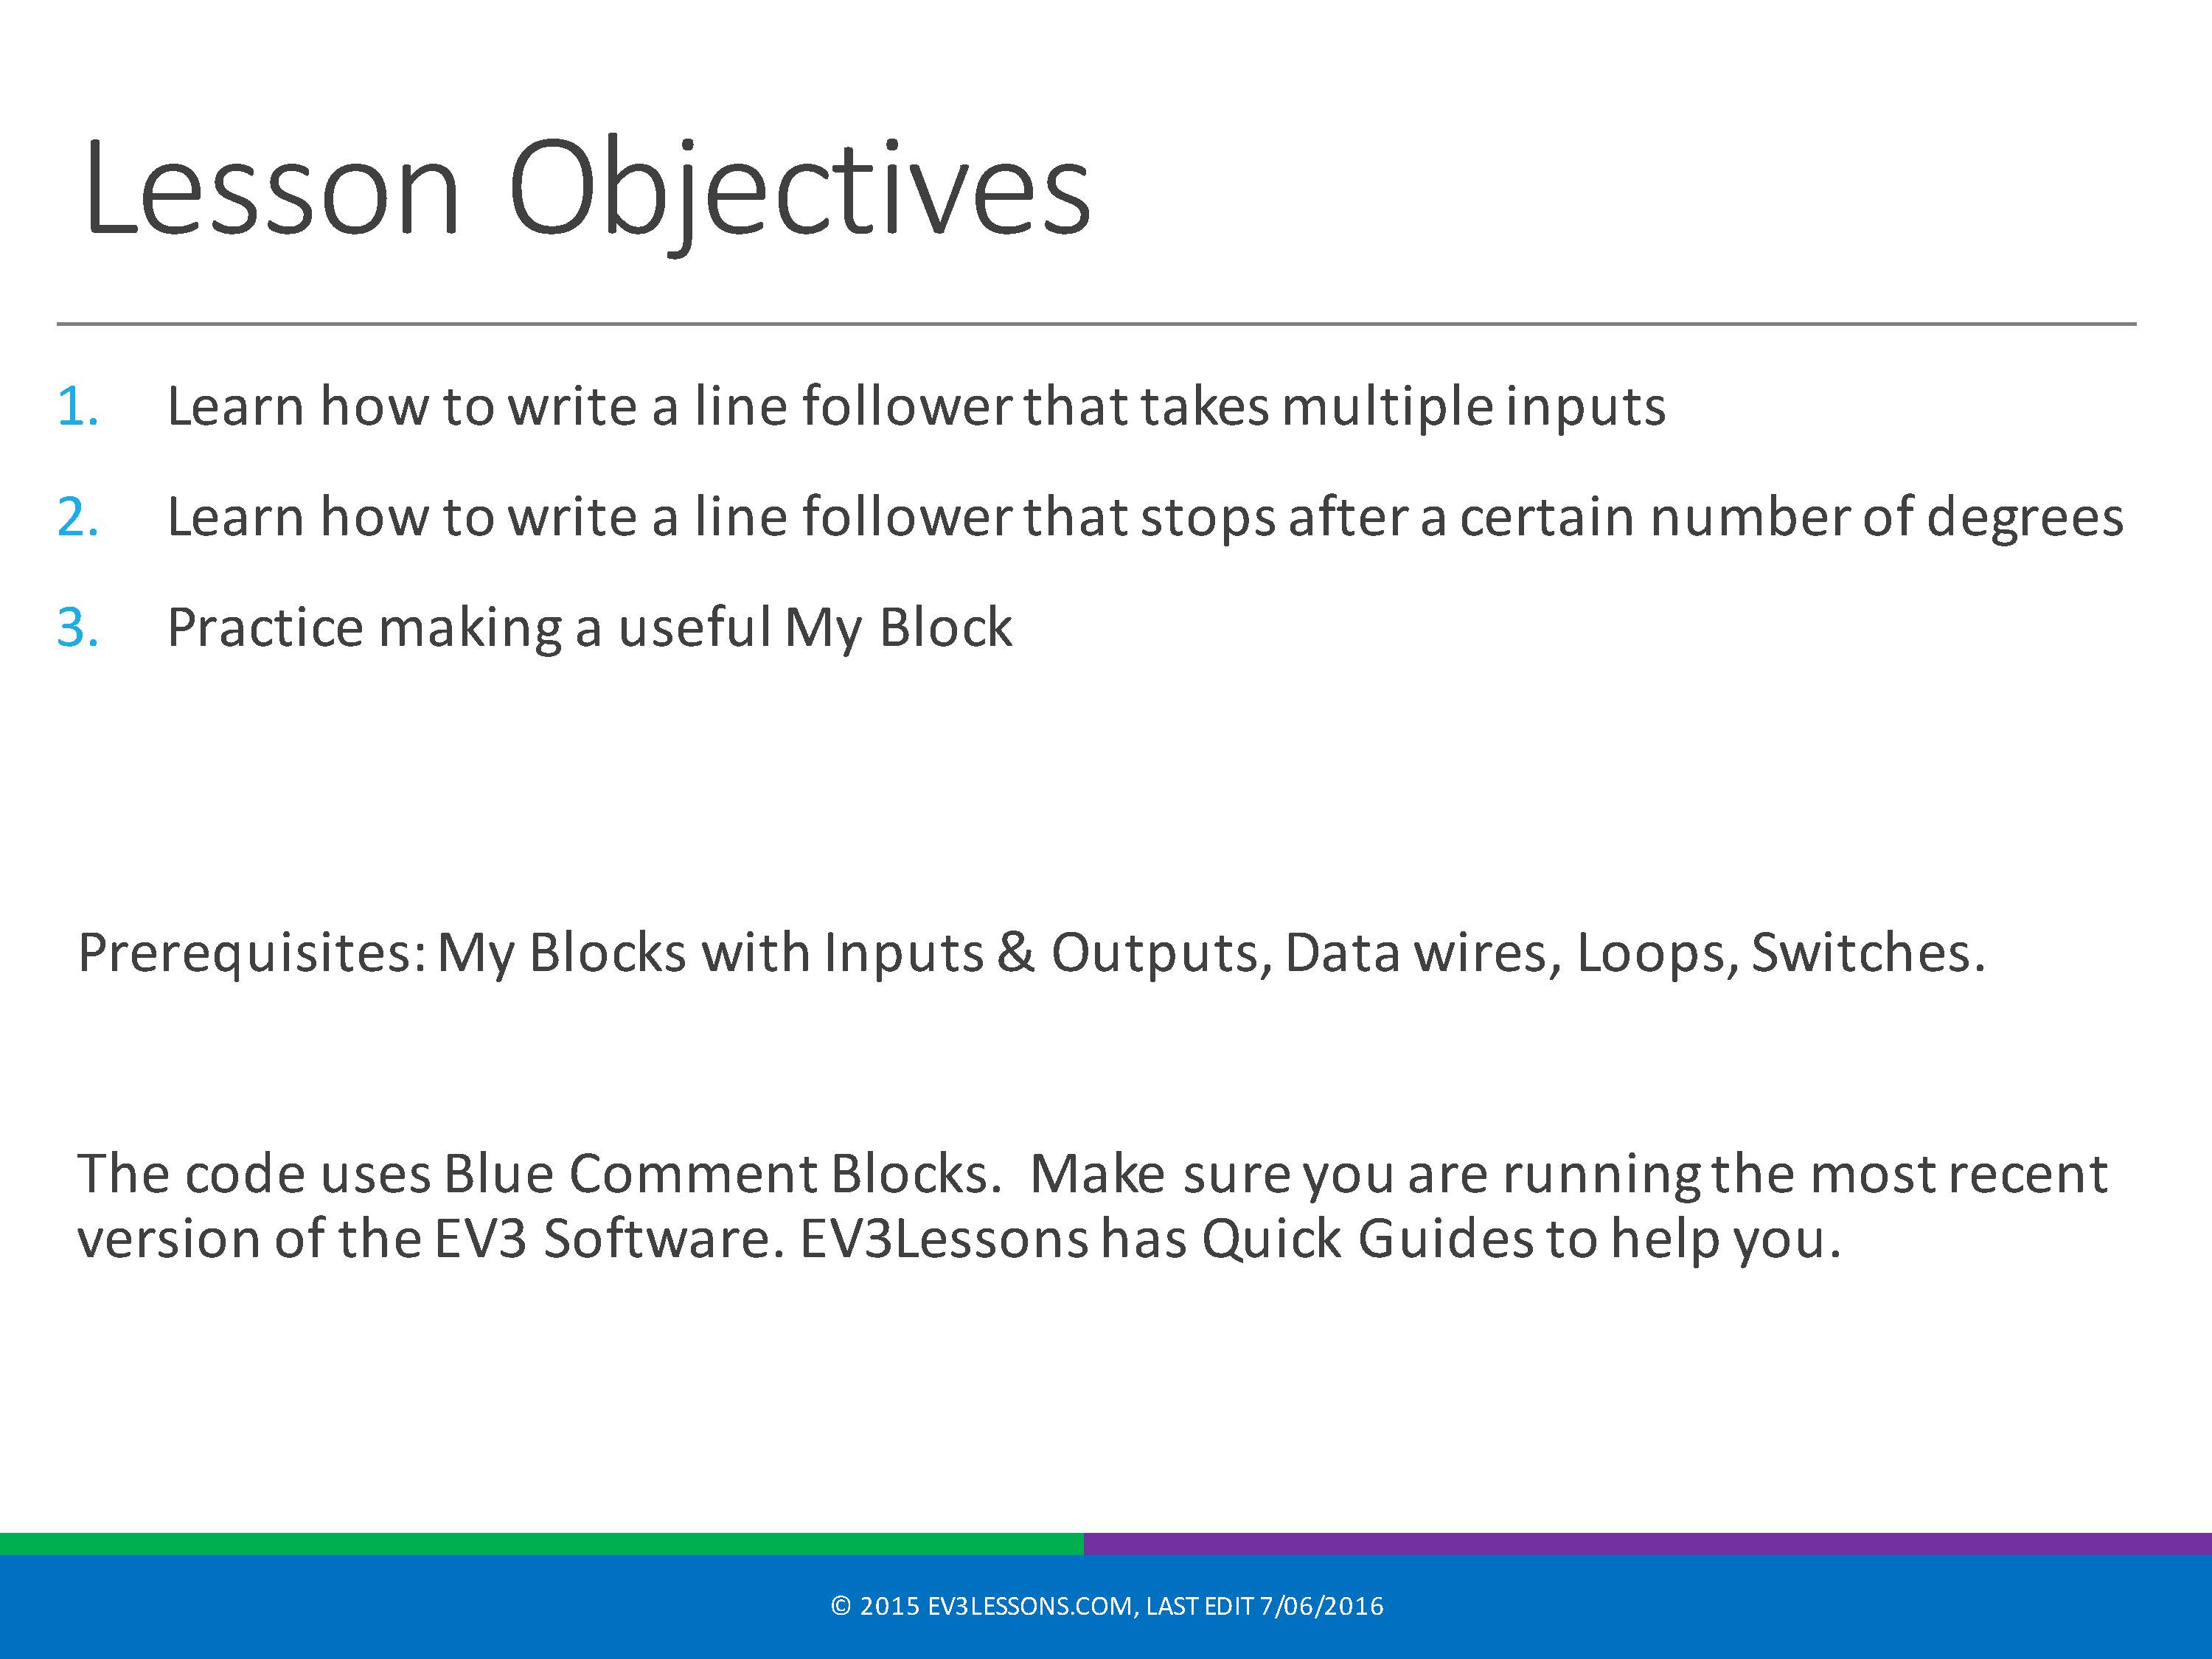 Lesson Objectives
1. Learn how to write a line follower that takes multiple inputs
2. Learn how to write a line follower that stops after a certain number of degrees
3. Practice making a useful My Block
Prerequisites: My Blocks with Inputs & Outputs, Data wires, Loops, Switches.
The code uses Blue Comment Blocks. Make sure you are running the most recent
version of the EV3 Software. EV3Lessons has Quick Guides to help you.
© 2015 EV3LESSONS.COM, LAST EDIT 7/06/2016